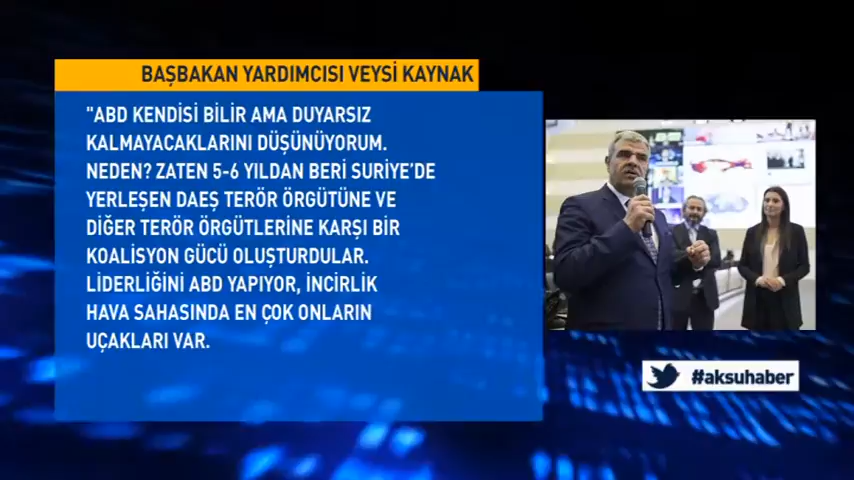 BAŞBAKAN YARDIMCISI VEYSİ KAYNAK
"ABD KENDİSİ BİLİR AMA DUYARSIZ
KALMAYACAKLARINI DÜŞÜNÜYORUM.
NEDEN? ZATEN 5-6 YILDAN BERİ SURİYE'DE
YERLEŞEN DAEŞ TERÖR ÖRGÜTÜNE VE
DİĞER TERÖR ÖRGÜTLERİNE KARŞI BİR
KOALİSYON GÜCÜ OLUŞTURDULAR.
LİDERLİĞİNİ ABD YAPIYOR, İNCİRLİK
HAVA SAHASINDA EN ÇOK ONLARIN
UÇAKLARI VAR.
#aksuhaber